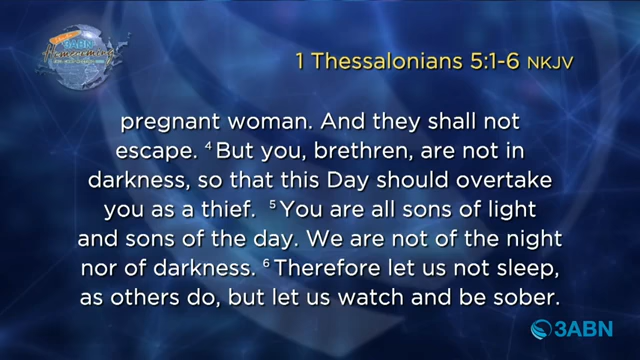 3ABN
Homecoming
1 Thessalonians 5:1-6 NKJV
pregnant woman. And they shall not
escape. ⁴ But you, brethren, are not in
darkness, so that this Day should overtake
you as a thief. ⁵ You are all sons of light
and sons of the day. We are not of the night
nor of darkness. ⁶ Therefore let us not sleep,
as others do, but let us watch and be sober.
3ABN